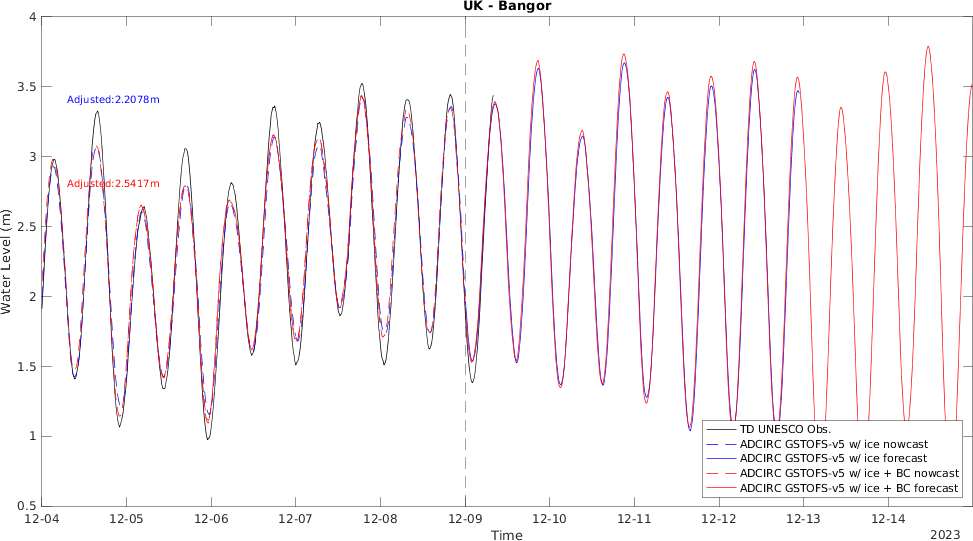 UK - Bangor
4
3.5
3
2.5
2
1.5
1
0.5
Water Level (m)
Adjusted:2.2078m
Adjusted:2.5417m
TD UNESCO Obs.
ADCIRC GSTOFS-v5 w/ ice nowcast
ADCIRC GSTOFS-v5 w/ ice forecast
ADCIRC GSTOFS-v5 w/ ice + BC nowcast
ADCIRC GSTOFS-v5 w/ ice + BC forecast
12-04 12-05 12-06 12-07 12-08 12-09 12-10 12-11 12-12 12-13 12-14
Time
2023